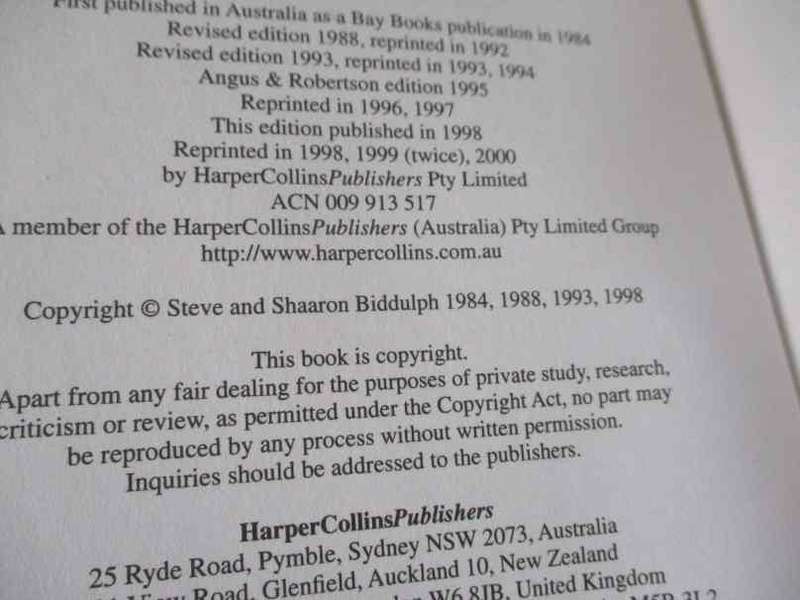 First published in Australia as a Bay Books publication in 1984
Revised edition 1988, reprinted in 1992
Revised edition 1993, reprinted in 1993, 1994
Angus & Robertson edition 1995
Reprinted in 1996, 1997
This edition published in 1998
Reprinted in 1998, 1999 (twice), 2000
by HarperCollinsPublishers Pty Limited
ACN 009 913 517
A member of the HarperCollinsPublishers (Australia) Pty Limited Group
http://www.harpercollins.com.au
Copyright © Steve and Shaaron Biddulph 1984, 1988, 1993, 1998
This book is copyright.
Apart from any fair dealing for the purposes of private study, research,
criticism or review, as permitted under the Copyright Act, no part may
be reproduced by any process without written permission.
Inquiries should be addressed to the publishers.
HarperCollinsPublishers
25 Ryde Road, Pymble, Sydney NSW 2073, Australia
View Road, Glenfield, Auckland 10, New Zealand
W6 8JB, United Kingdom